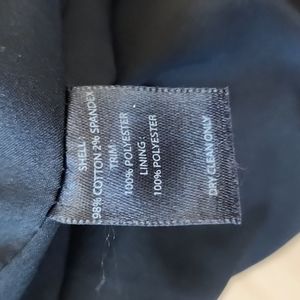 SHELL:
98% COTTON 2% SPANDEX
TRIM:
100% POLYESTER
LINING:
100% POLYESTER
DRY CLEAN ONLY